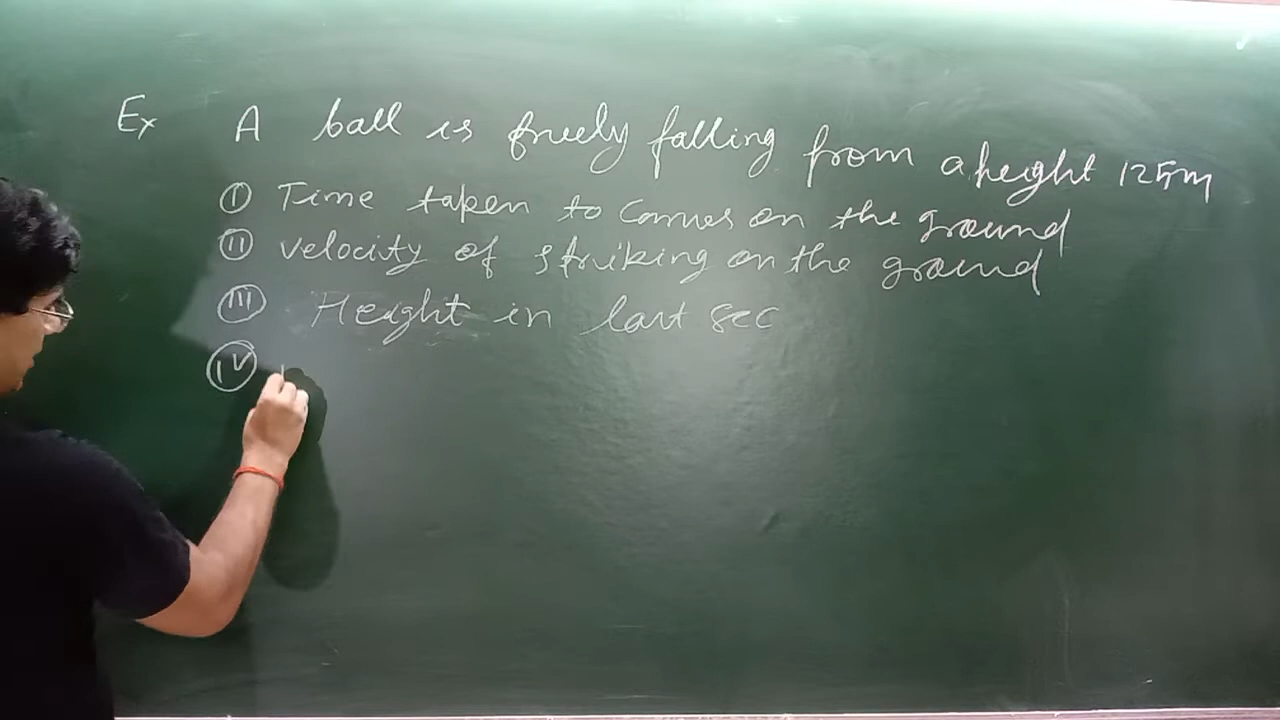 Ex A ball is freely falling from a height 125m
(I) Time taken to comes on the ground
(II) velocity of striking on the ground
(III) Height in last sec
(IV)